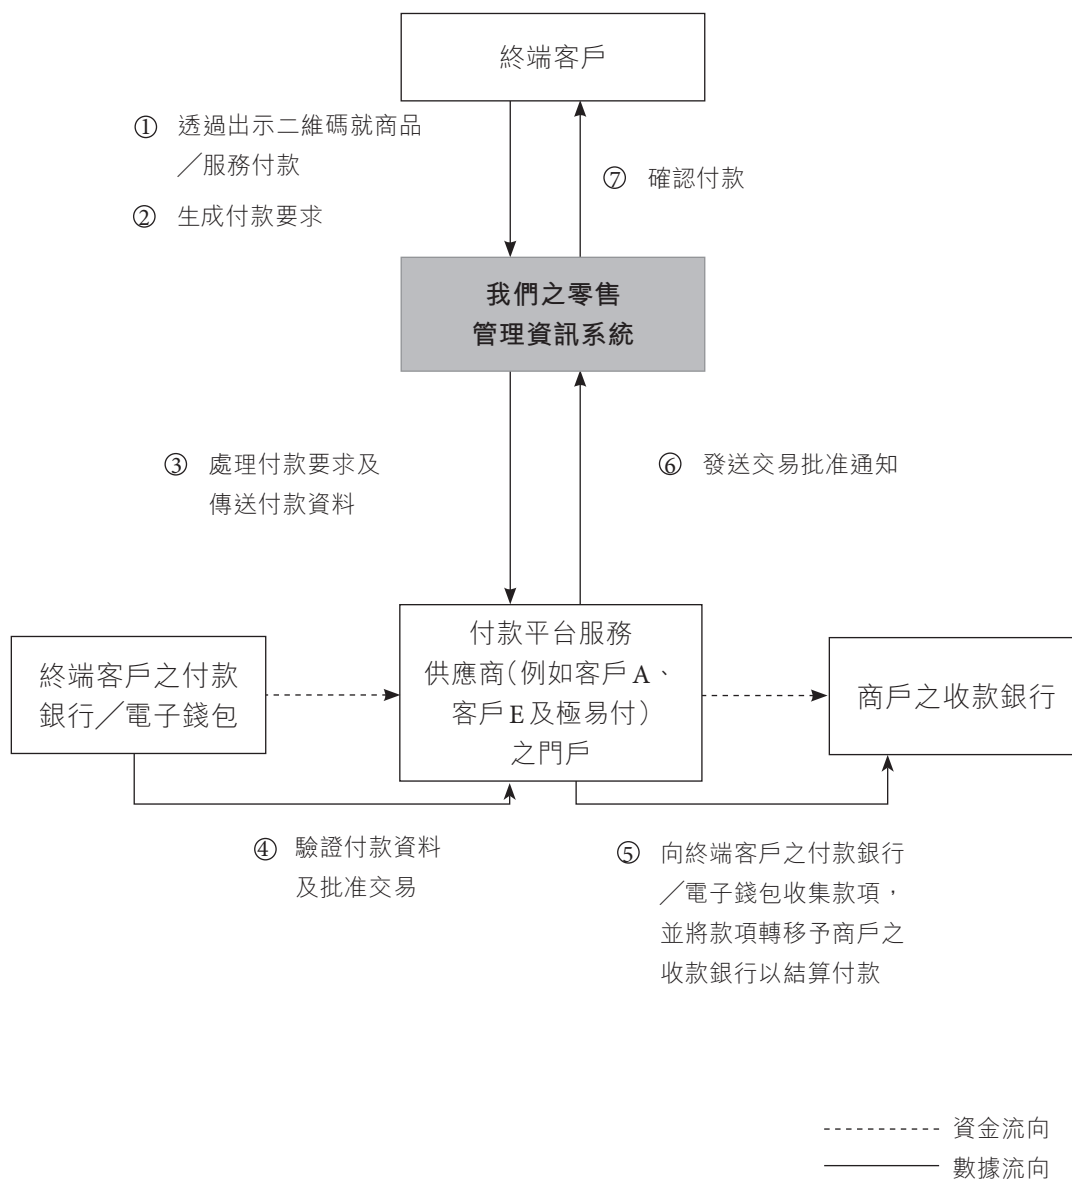 終端客戶
① 透過出示二維碼就商品
／服務付款
② 生成付款要求
⑦ 確認付款
我們之零售
管理資訊系統
③ 處理付款要求及
傳送付款資料
⑥ 發送交易批准通知
終端客戶之付款
銀行／電子錢包
付款平台服務
供應商(例如客戶A、
客戶E及極易付)
之門戶
商戶之收款銀行
④ 驗證付款資料
及批准交易
⑤ 向終端客戶之付款銀行
／電子錢包收集款項，
並將款項轉移予商戶之
收款銀行以結算付款
資金流向
數據流向